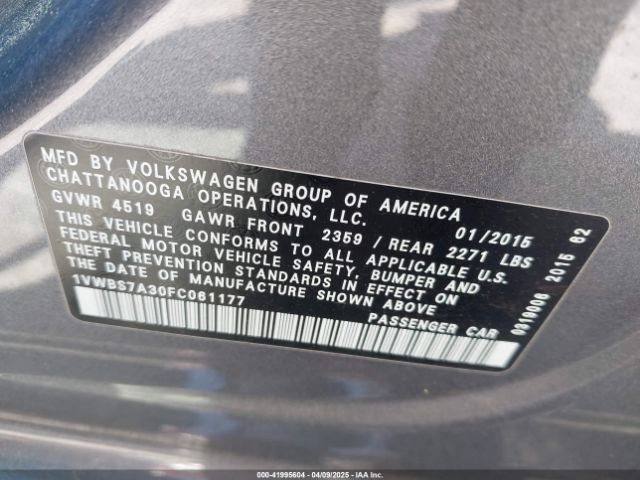 MFD BY VOLKSWAGEN GROUP OF AMERICA
CHATTANOOGA OPERATIONS, LLC.
01/2015
GVWR 4519 GAWR FRONT 2359 / REAR 2271 LBS
THIS VEHICLE CONFORMS TO ALL APPLICABLE U.S.
FEDERAL MOTOR VEHICLE SAFETY, BUMPER AND
THEFT PREVENTION STANDARDS IN EFFECT ON
THE DATE OF MANUFACTURE SHOWN ABOVE
1VWBS7A30FC061177
PASSENGER CAR
0319006 2015 62
000-41995604 | 04/09/2025 | IAA Inc.